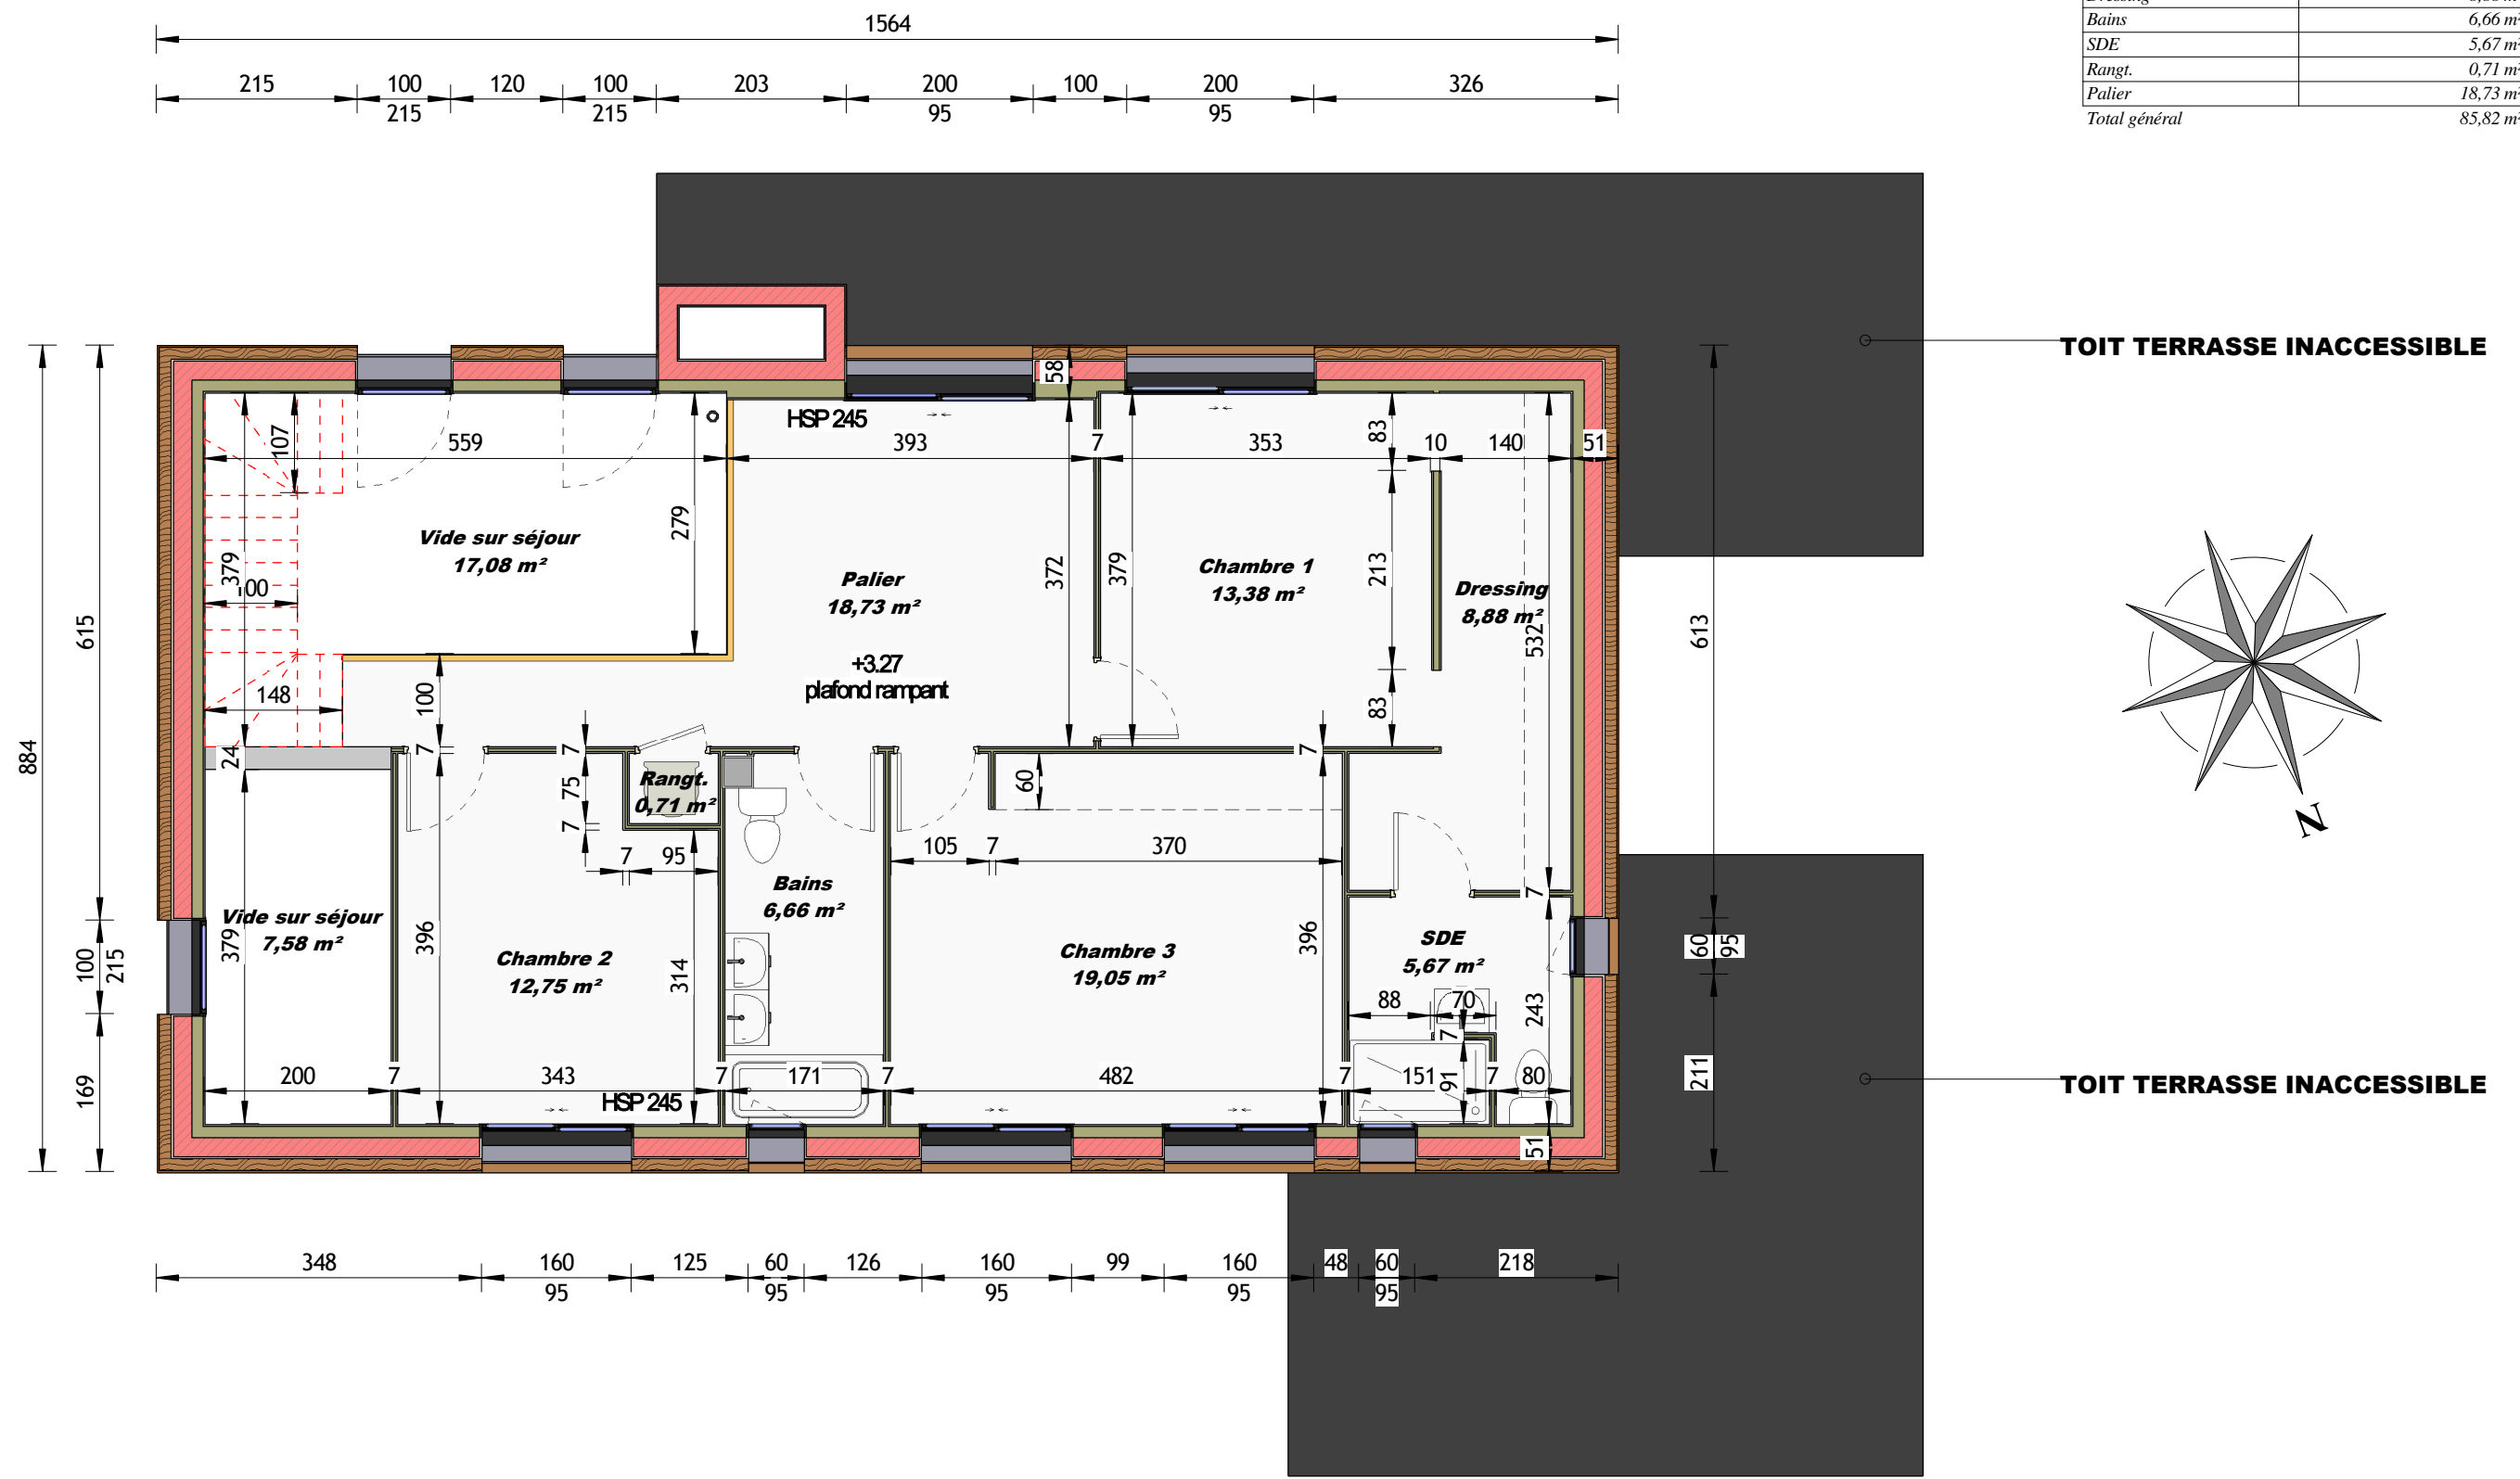 1564
215 100 120 100 203 200 100 200 326
215 215 95 95
Bains 6,66 m²
SDE 5,67 m²
Rangt. 0,71 m²
Palier 18,73 m²
Total général 85,82 m²
TOIT TERRASSE INACCESSIBLE
58
HSP 245
107 559 393 7 353 83 10 140 51
279
Vide sur séjour
17,08 m²
379
372
379
213
Palier
18,73 m²
Chambre 1
13,38 m²
Dressing
8,88 m²
532
613
615
884
+3.27
plafond rampant
148
100
83
24
7
7
7
75
7
Rangt.
0,71 m²
60
7 95
105 7 370
N
Bains
6,66 m²
7
Vide sur séjour
7,58 m²
379
396
Chambre 2
12,75 m²
314
Chambre 3
19,05 m²
396
SDE
5,67 m²
100
215
60
95
88 70
7
243
91
169
211
200 7 343 7 171 7 482 7 151 7 80
HSP 245
51
TOIT TERRASSE INACCESSIBLE
348 160 125 60 126 160 99 160 48 60 218
95 95 95 95 95